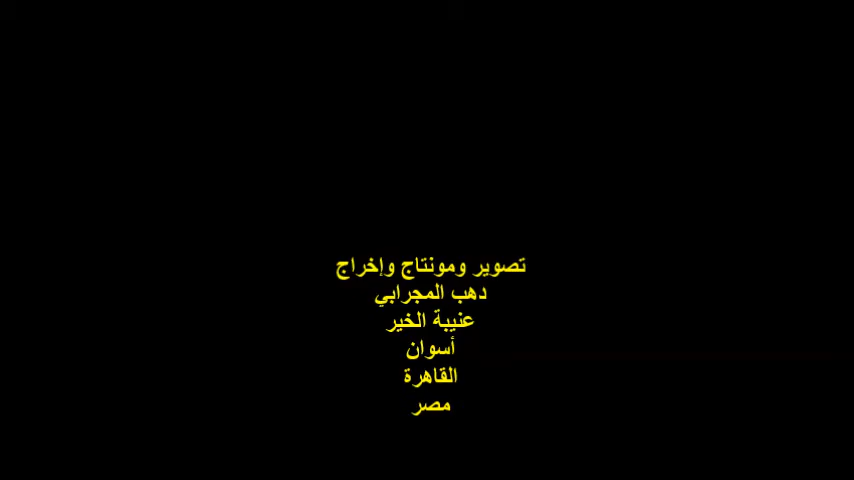 تصوير ومونتاج وإخراج
دهب المجرابي
عنيبة الخير
أسوان
القاهرة
مصر